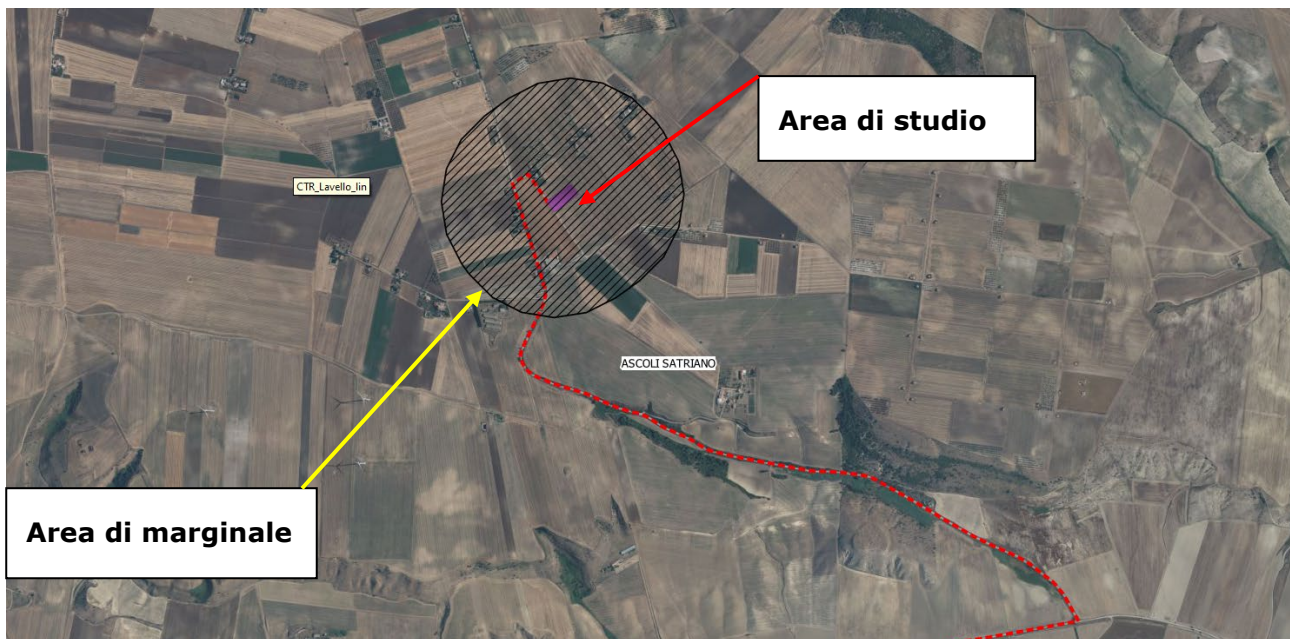 Area di studio
CTR_Lavello_lin
ASCOLI SATRIANO
Area di marginale